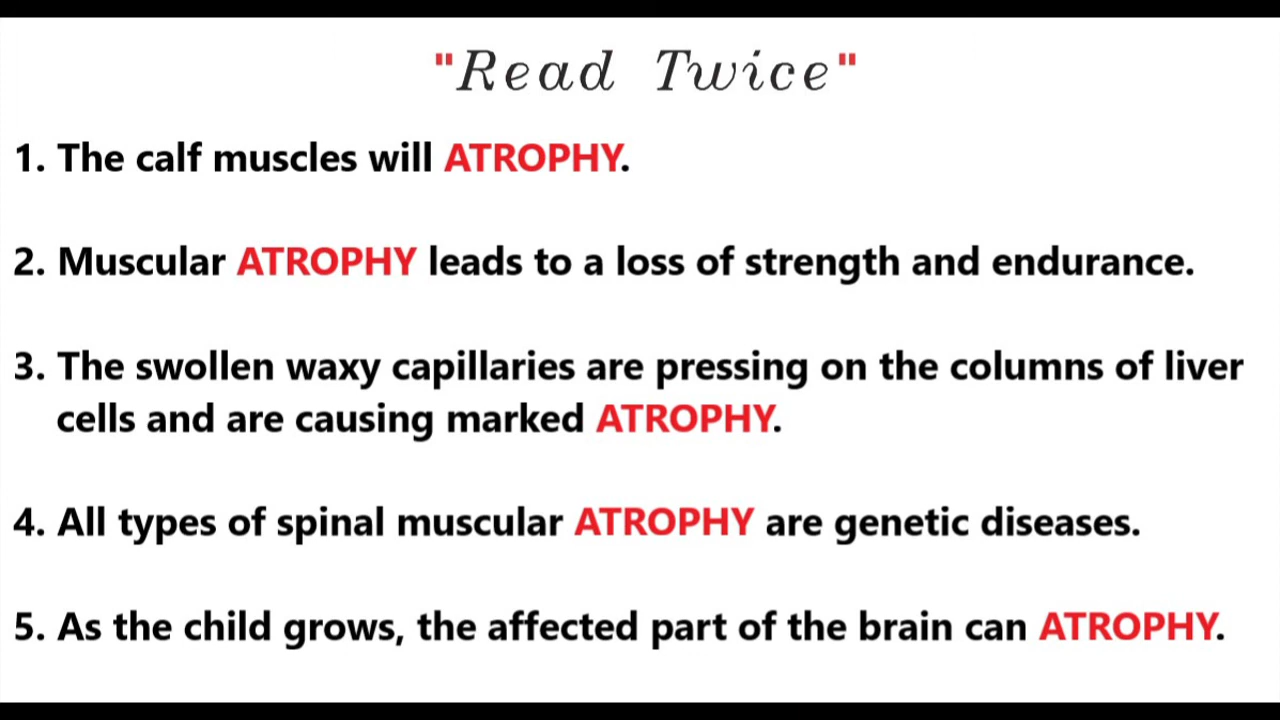 "Read Twice"
1. The calf muscles will ATROPHY.
2. Muscular ATROPHY leads to a loss of strength and endurance.
3. The swollen waxy capillaries are pressing on the columns of liver
cells and are causing marked ATROPHY.
4. All types of spinal muscular ATROPHY are genetic diseases.
5. As the child grows, the affected part of the brain can ATROPHY.